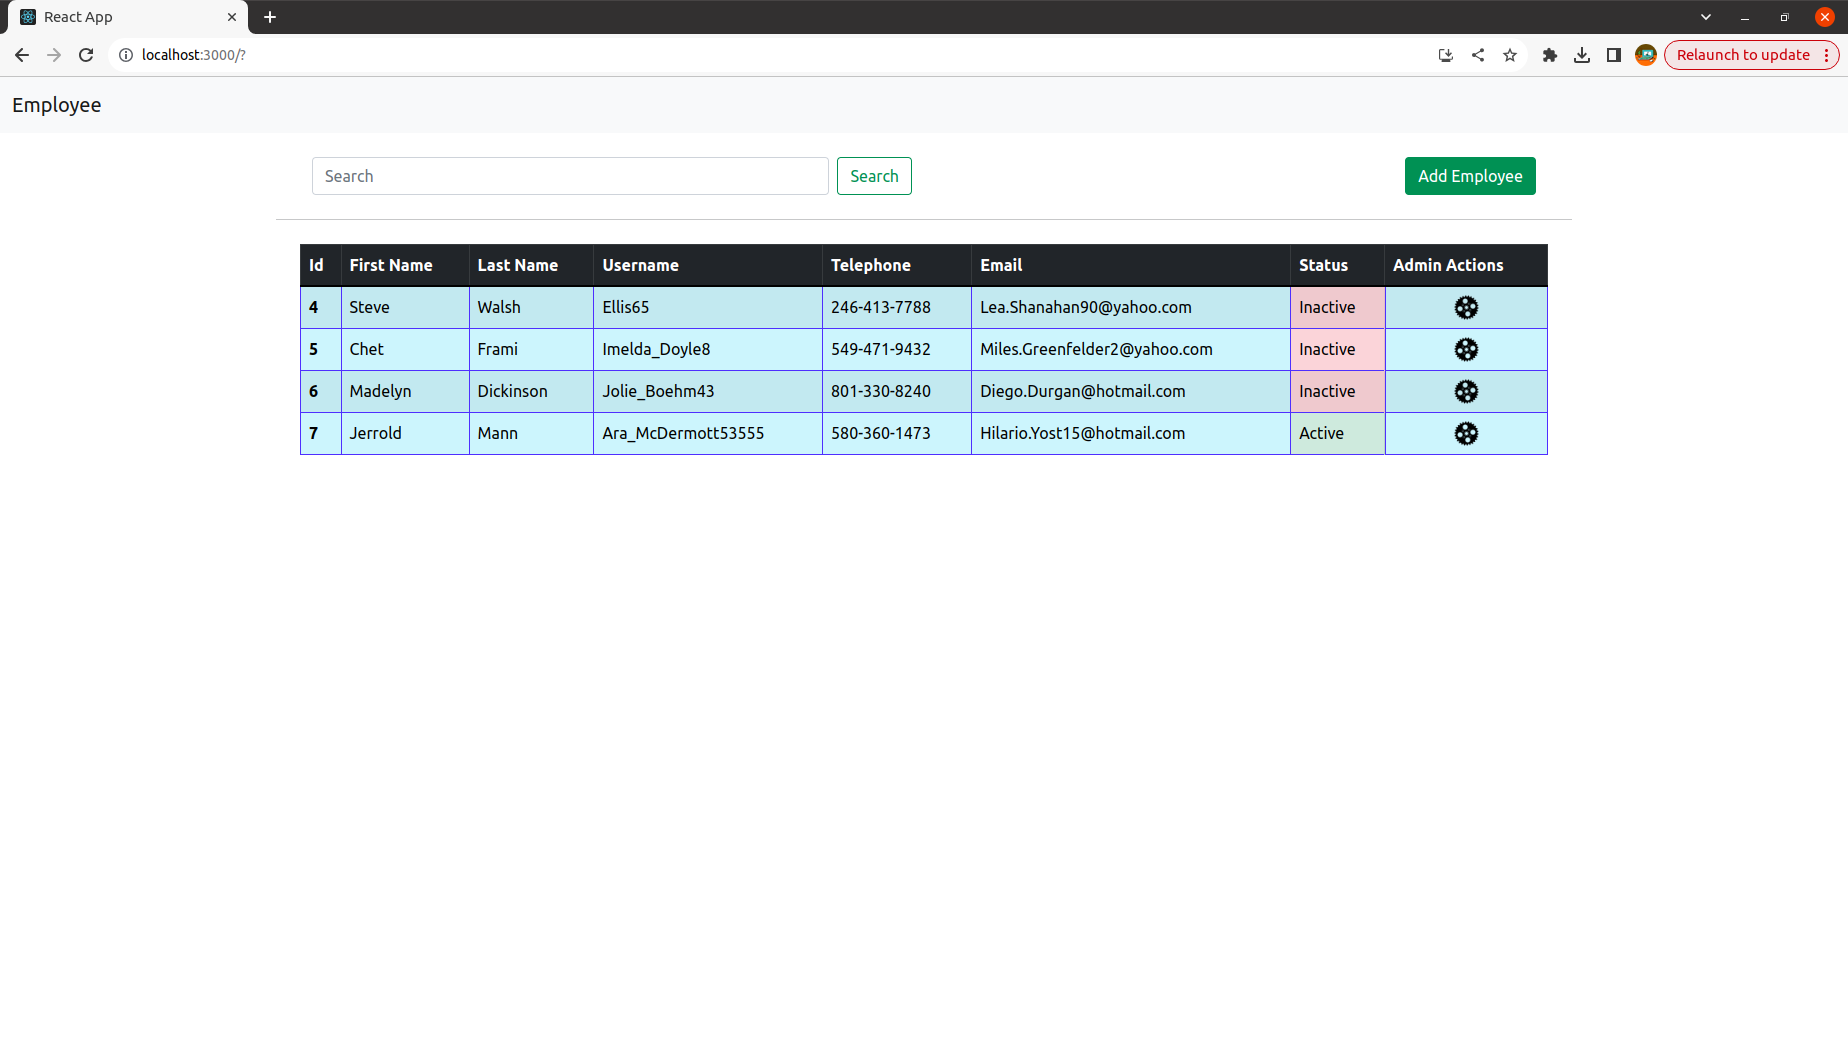 React App
localhost:3000/?
Relaunch to update
Employee
Search Search Add Employee
Id First Name Last Name Username Telephone Email Status Admin Actions
4 Steve Walsh Ellis65 246-413-7788 Lea.Shanahan90@yahoo.com Inactive
5 Chet Frami Imelda_Doyle8 549-471-9432 Miles.Greenfelder2@yahoo.com Inactive
6 Madelyn Dickinson Jolie_Boehm43 801-330-8240 Diego.Durgan@hotmail.com Inactive
7 Jerrold Mann Ara_McDermott53555 580-360-1473 Hilario.Yost15@hotmail.com Active